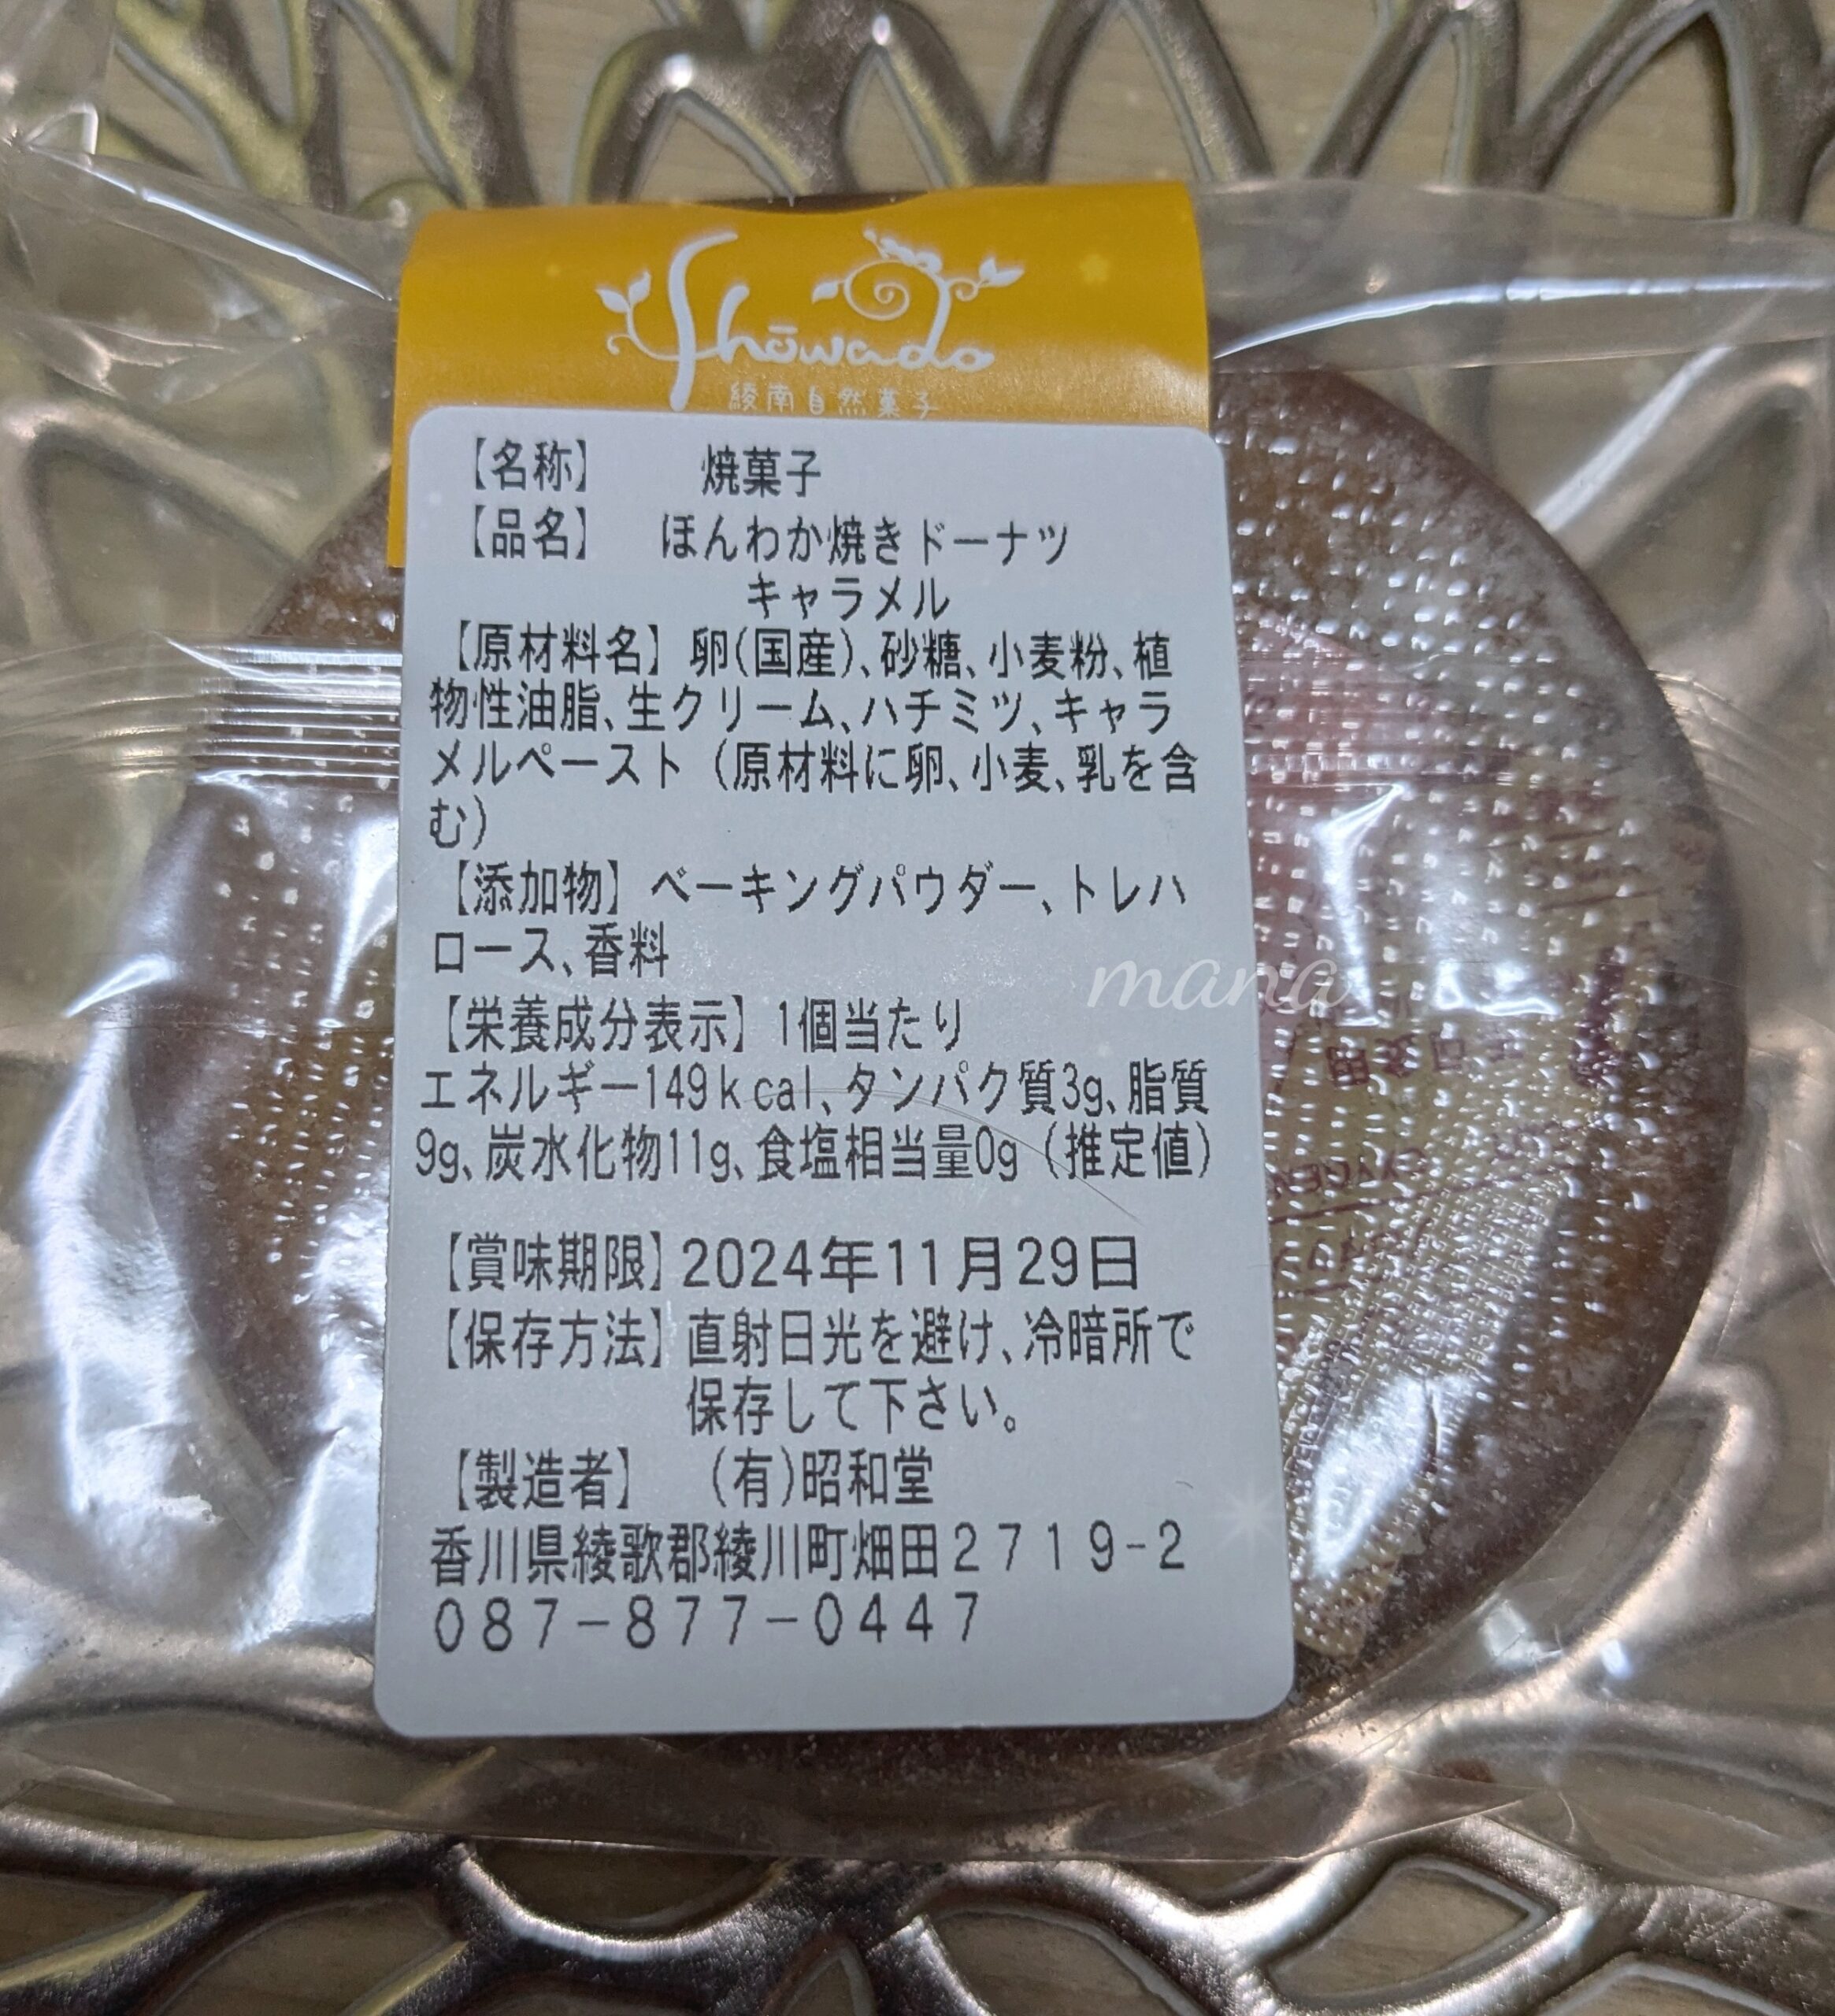 Shōwado
綾南自然菓子
【名称】 焼菓子
【品名】 ほんわか焼きドーナツ
キャラメル
【原材料名】卵(国産)、砂糖、小麦粉、植
物性油脂、生クリーム、ハチミツ、キャラ
メルペースト（原材料に卵、小麦、乳を含
む）
【添加物】ベーキングパウダー、トレハ
ロース、香料
mana
【栄養成分表示】1個当たり
エネルギー149kcal、タンパク質3g、脂質
9g、炭水化物11g、食塩相当量0g（推定値）
【賞味期限】2024年11月29日
【保存方法】直射日光を避け、冷暗所で
保存して下さい。
【製造者】 (有)昭和堂
香川県綾歌郡綾川町畑田2719-2
087-877-0447